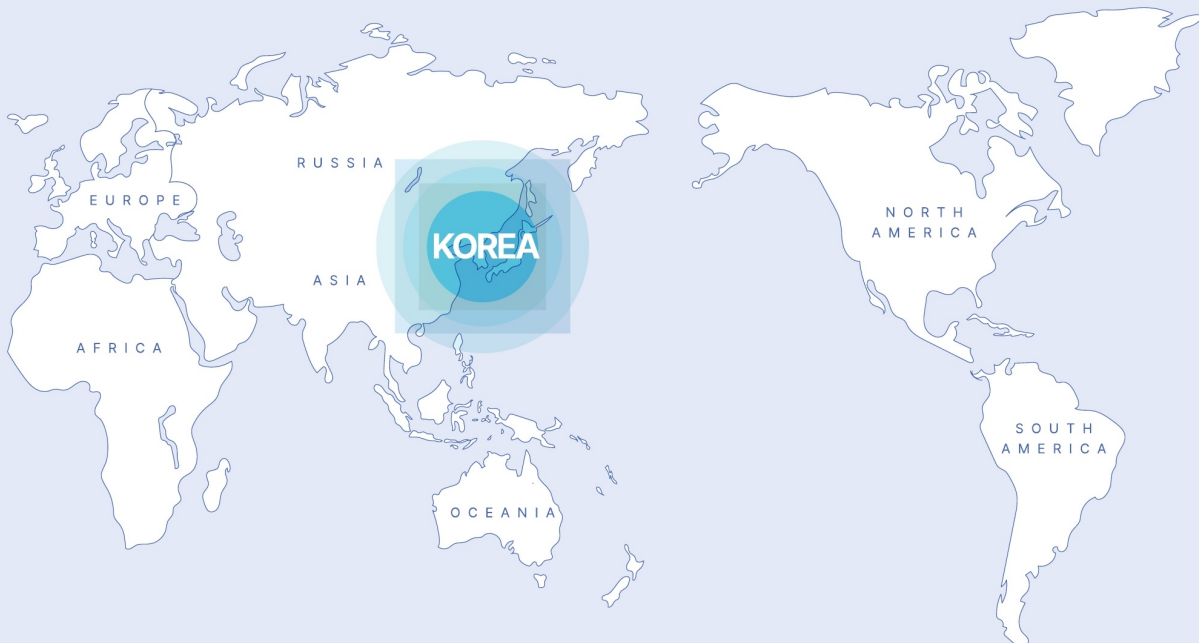 RUSSIA
EUROPE
NORTH
AMERICA
KOREA
ASIA
AFRICA
SOUTH
AMERICA
OCEANIA